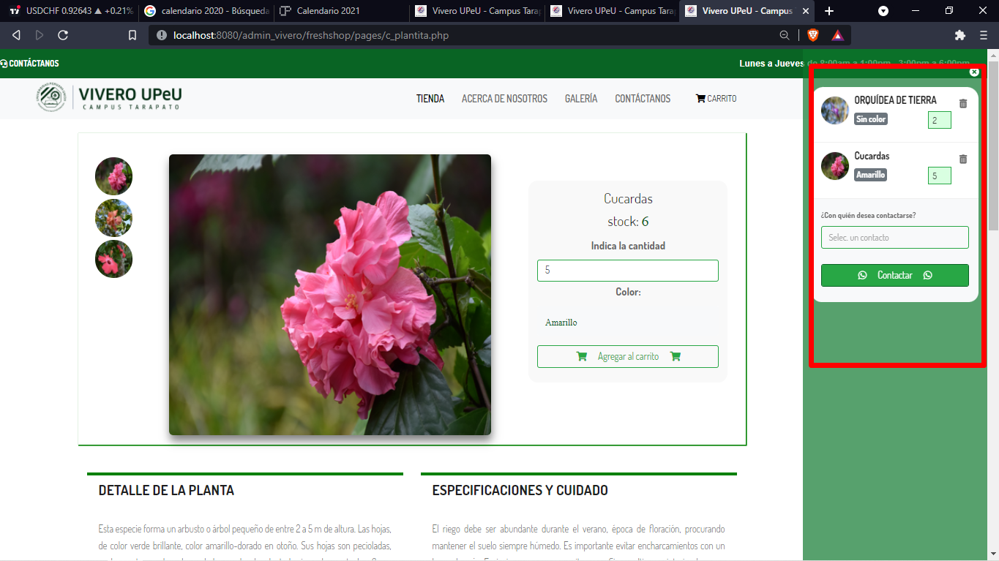 USDCHF 0.92643 ▲ +0.21%
calendario 2020 - Búsqueda
Calendario 2021
Vivero UPeU - Campus Tarap
Vivero UPeU - Campus Tarap
Vivero UPeU - Campus
localhost:8080/admin_vivero/freshshop/pages/c_plantita.php
CONTÁCTANOS
Lunes a Jueves de 8:00am a 1:00pm - 3:00pm a 6:00pm
VIVERO UPeU
CAMPUS TARAPATO
TIENDA
ACERCA DE NOSOTROS
GALERÍA
CONTÁCTANOS
CARRITO
Cucardas
stock: 6
Indica la cantidad
5
Color:
Amarillo
Agregar al carrito
ORQUÍDEA DE TIERRA
Sin color
2
Cucardas
Amarillo
5
¿Con quién desea contactarse?
Selec. un contacto
Contactar
DETALLE DE LA PLANTA
Esta especie forma un arbusto o árbol pequeño de entre 2 a 5 m de altura. Las hojas,
de color verde brillante, color amarillo-dorado en otoño. Sus hojas son pecioladas,
ESPECIFICACIONES Y CUIDADO
El riego debe ser abundante durante el verano, época de floración, procurando
mantener el suelo siempre húmedo. Es importante evitar encharcamientos con un